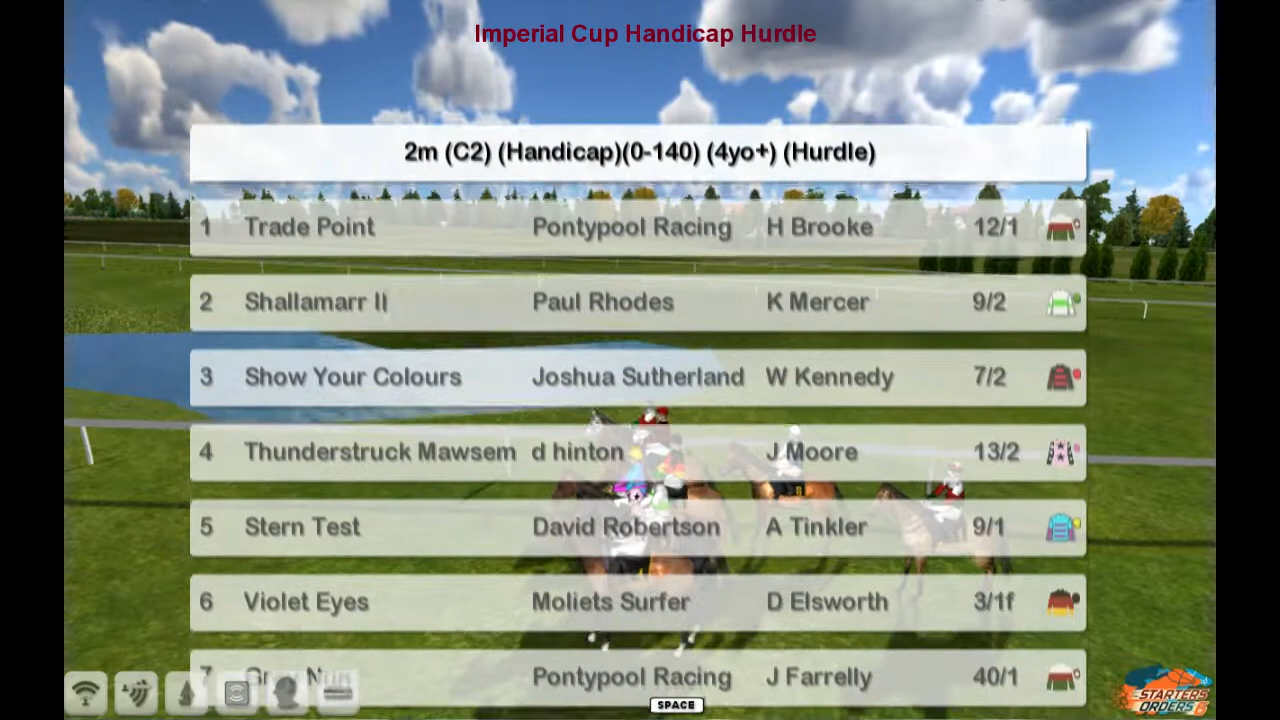 Imperial Cup Handicap Hurdle
2m (C2) (Handicap)(0-140) (4yo+) (Hurdle)
1 Trade Point Pontypool Racing H Brooke 12/1
2 Shallamarr II Paul Rhodes K Mercer 9/2
3 Show Your Colours Joshua Sutherland W Kennedy 7/2
4 Thunderstruck Mawsem d hinton J Moore 13/2
5 Stern Test David Robertson A Tinkler 9/1
6 Violet Eyes Moliets Surfer D Elsworth 3/1f
7 Grey Nun Pontypool Racing J Farrelly 40/1
SPACE
STARTERS
ORDERS 6